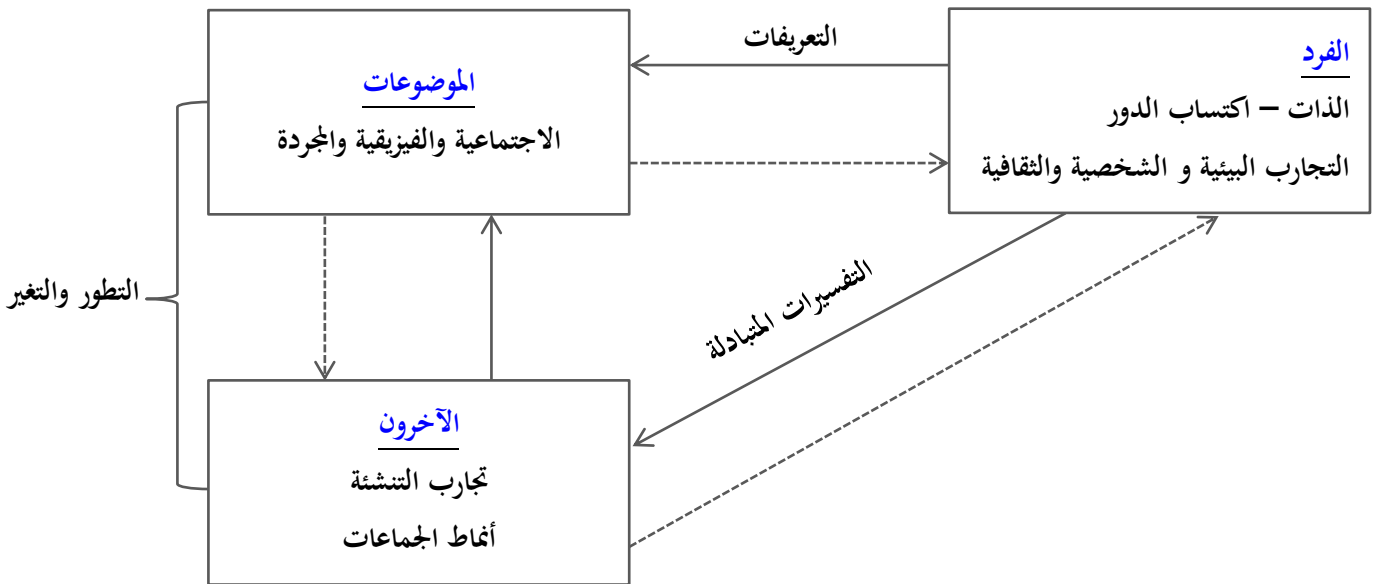 الفرد
الذات – اكتساب الدور
التجارب البيئية و الشخصية والثقافية
التعريفات
الموضوعات
الاجتماعية والفيزيقية والمجردة
التفسيرات المتبادلة
التطور والتغير
الآخرون
تجارب التنشئة
أنماط الجماعات